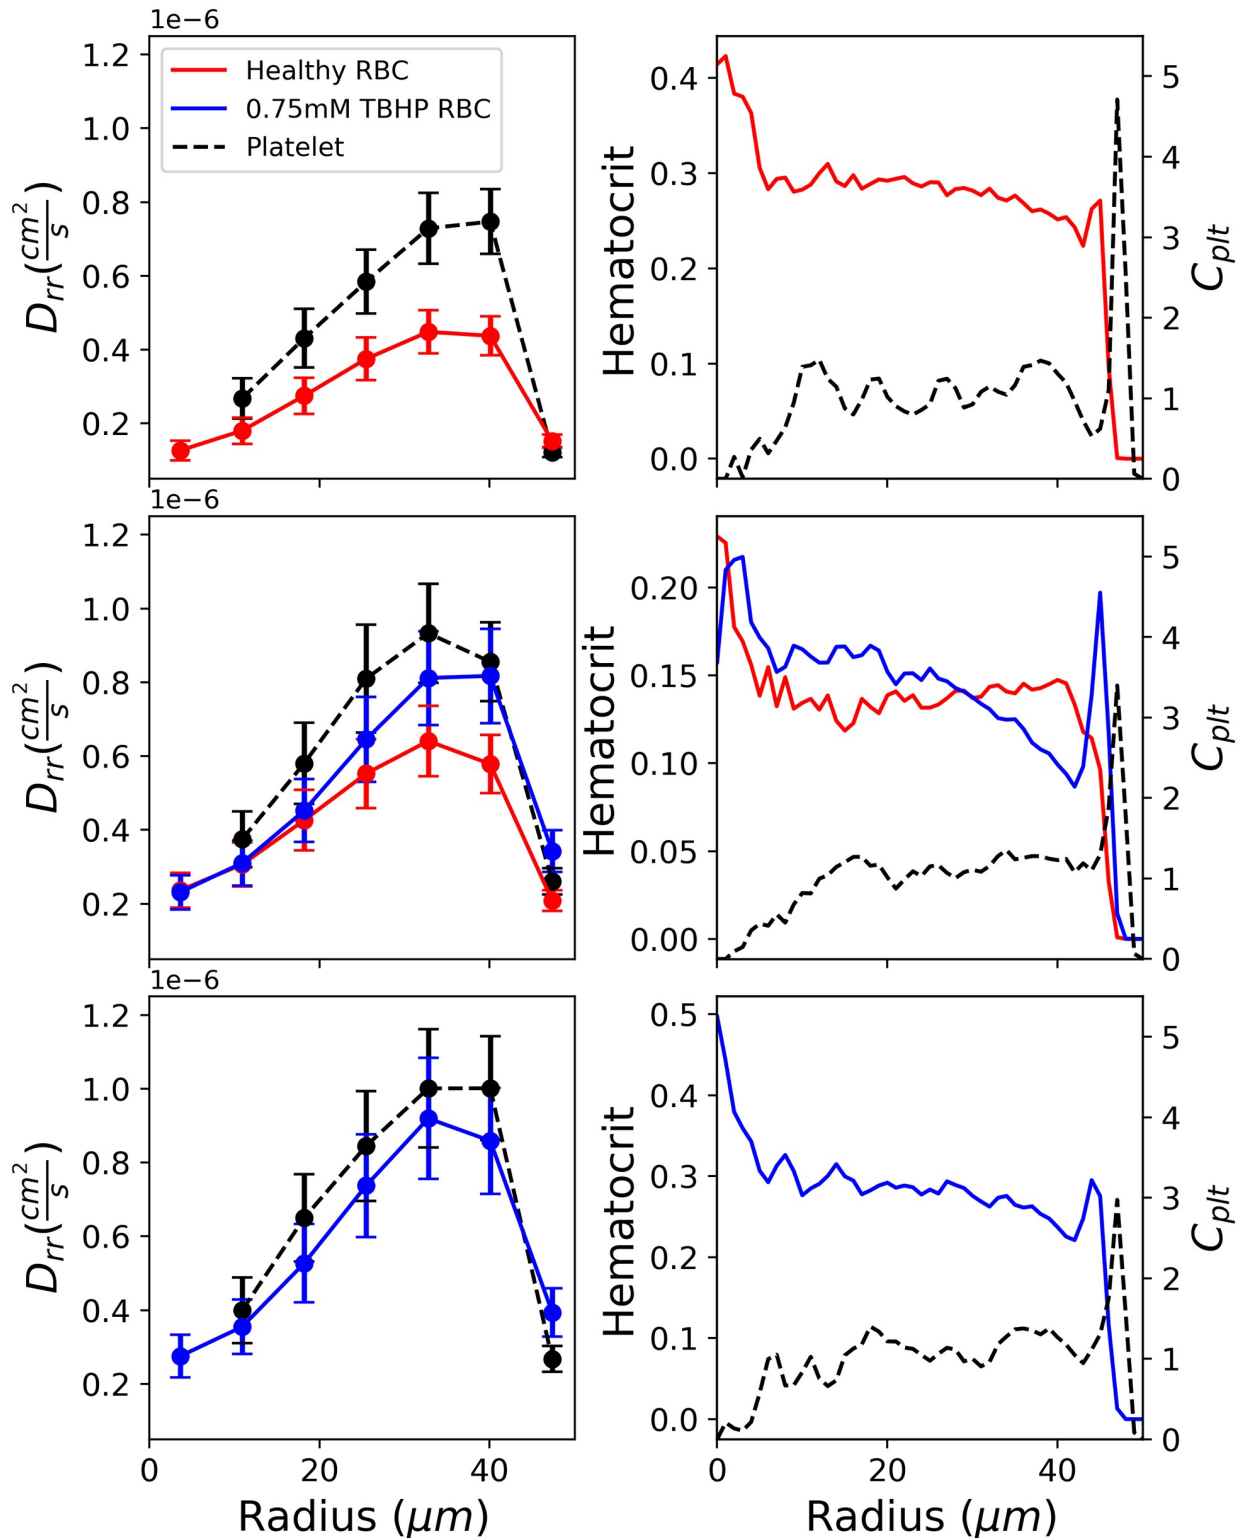 1e−6
1.2
1.0
0.8
0.6
0.4
0.2
D_rr(cm²/s)
Healthy RBC
0.75mM TBHP RBC
Platelet
0.4
0.3
0.2
0.1
0.0
Hematocrit
5
4
3
2
1
0
C_plt
1e−6
1.2
1.0
0.8
0.6
0.4
0.2
D_rr(cm²/s)
0.20
0.15
0.10
0.05
0.00
Hematocrit
5
4
3
2
1
0
C_plt
1e−6
1.2
1.0
0.8
0.6
0.4
0.2
D_rr(cm²/s)
0 20 40
Radius (μm)
0.5
0.4
0.3
0.2
0.1
0.0
Hematocrit
5
4
3
2
1
0
C_plt
0 20 40
Radius (μm)